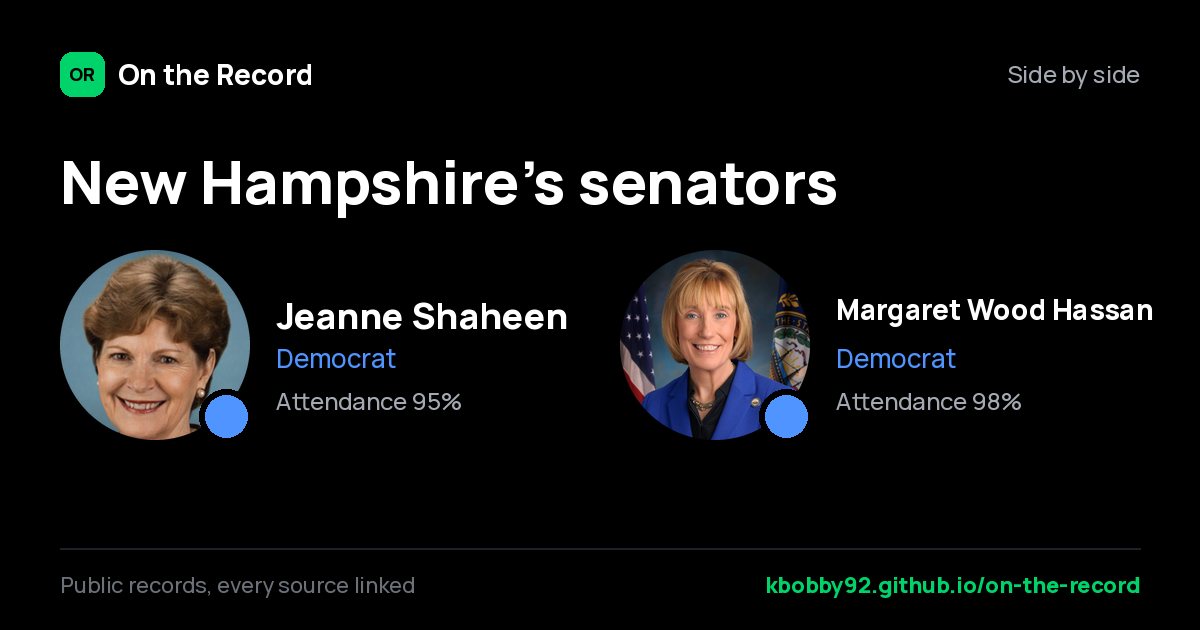 OR On the Record
Side by side
New Hampshire’s senators
Jeanne Shaheen
Democrat
Attendance 95%
Margaret Wood Hassan
Democrat
Attendance 98%
Public records, every source linked
kbobby92.github.io/on-the-record